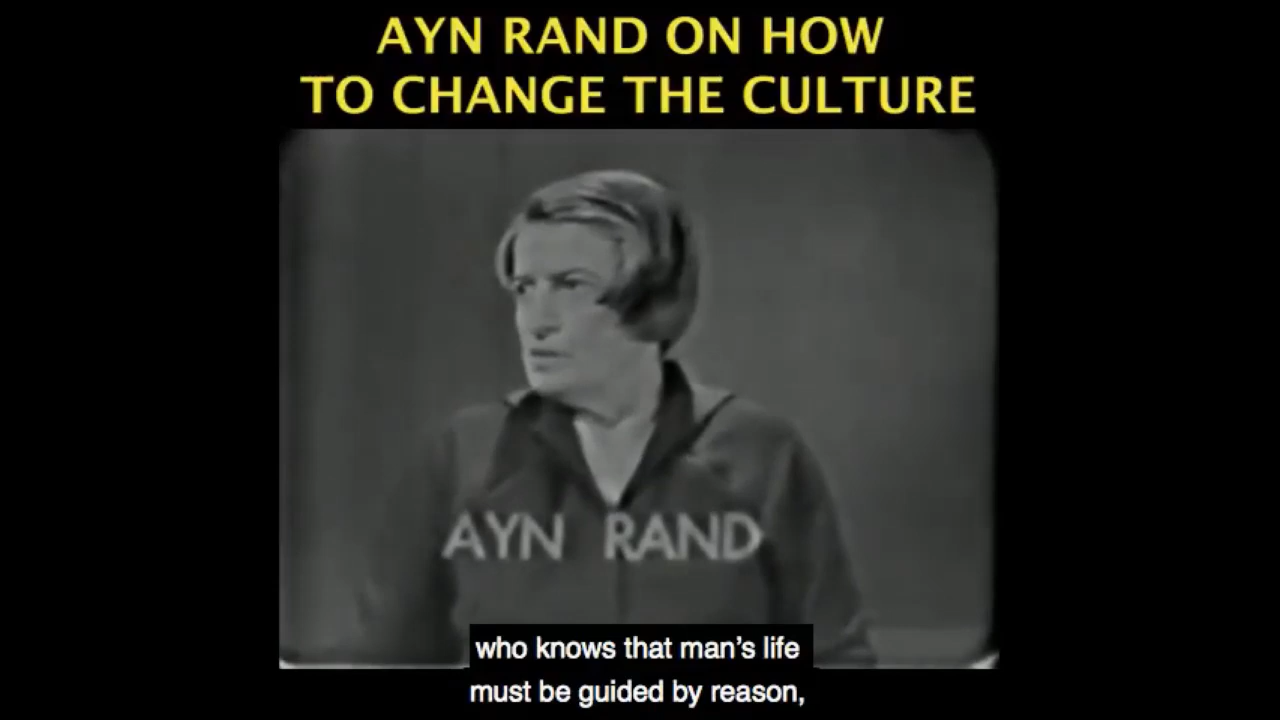 AYN RAND ON HOW
TO CHANGE THE CULTURE
AYN RAND
who knows that man's life
must be guided by reason,